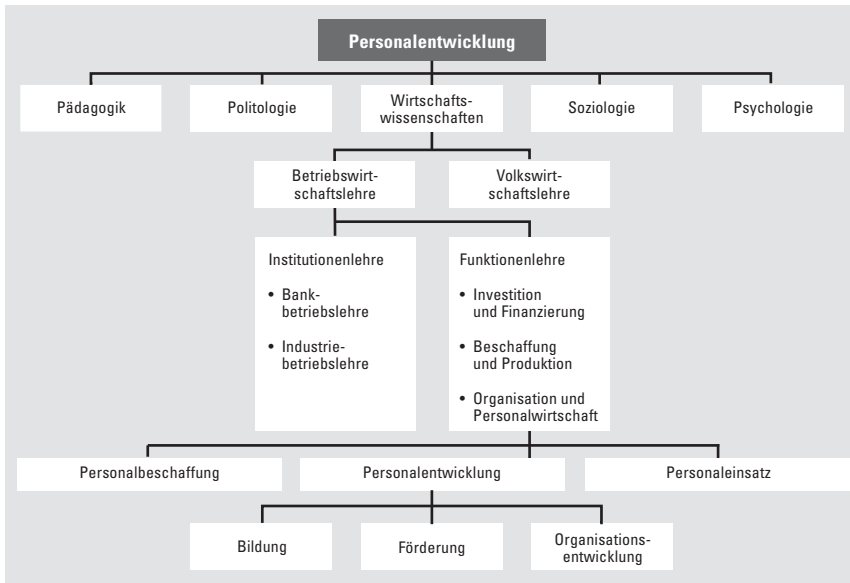 Personalentwicklung
Pädagogik
Politologie
Wirtschafts-
wissenschaften
Soziologie
Psychologie
Betriebswirt-
schaftslehre
Volkswirt-
schaftslehre
Institutionenlehre
• Bank-
betriebslehre
• Industrie-
betriebslehre
Funktionenlehre
• Investition
und Finanzierung
• Beschaffung
und Produktion
• Organisation und
Personalwirtschaft
Personalbeschaffung
Personalentwicklung
Personaleinsatz
Bildung
Förderung
Organisations-
entwicklung